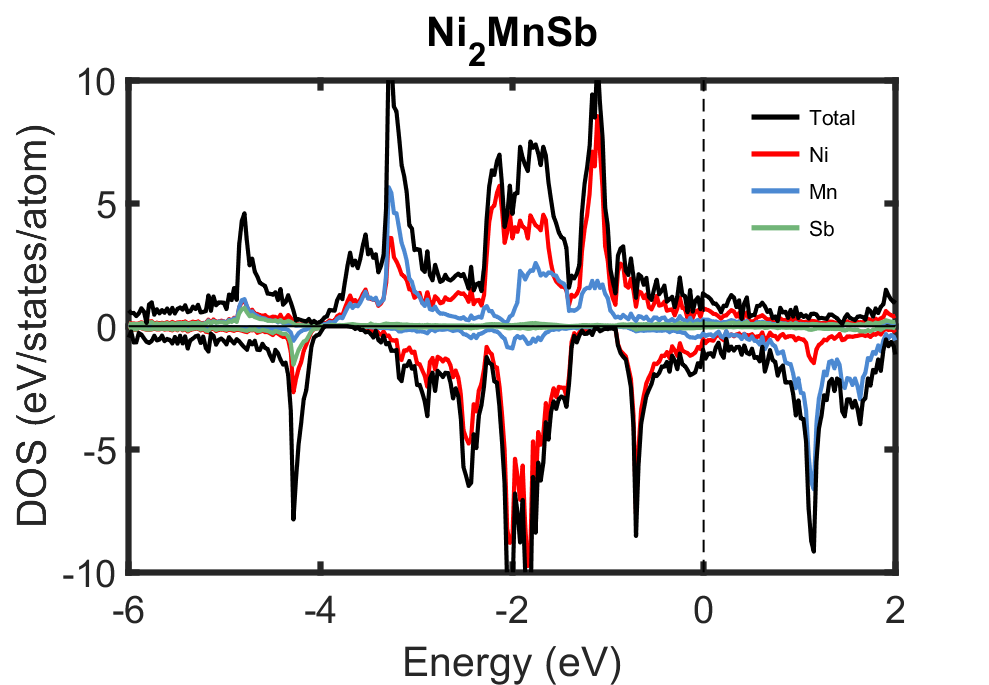 Ni₂MnSb
DOS (eV/states/atom)
10
5
0
-5
-10
Total
Ni
Mn
Sb
-6 -4 -2 0 2
Energy (eV)